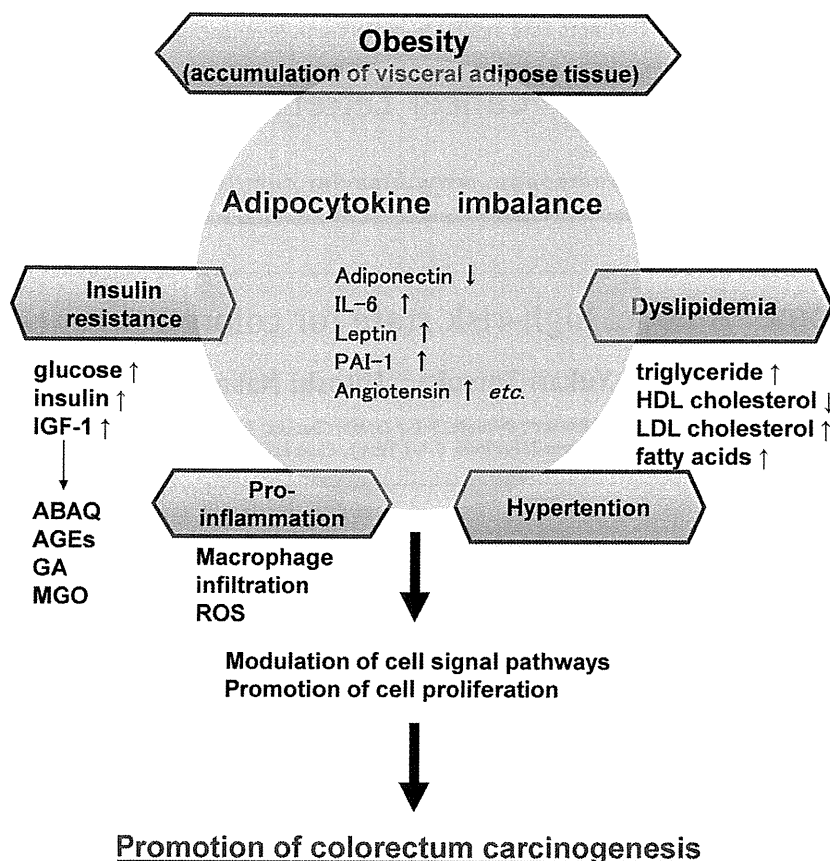 Obesity
(accumulation of visceral adipose tissue)
Adipocytokine imbalance
Adiponectin ↓
IL-6 ↑
Leptin ↑
PAI-1 ↑
Angiotensin ↑ etc.
Insulin
resistance
glucose ↑
insulin ↑
IGF-1 ↑
ABAQ
AGEs
GA
MGO
Dyslipidemia
triglyceride ↑
HDL cholesterol ↓
LDL cholesterol ↑
fatty acids ↑
Pro-
inflammation
Macrophage
infiltration
ROS
Hypertention
Modulation of cell signal pathways
Promotion of cell proliferation
Promotion of colorectum carcinogenesis